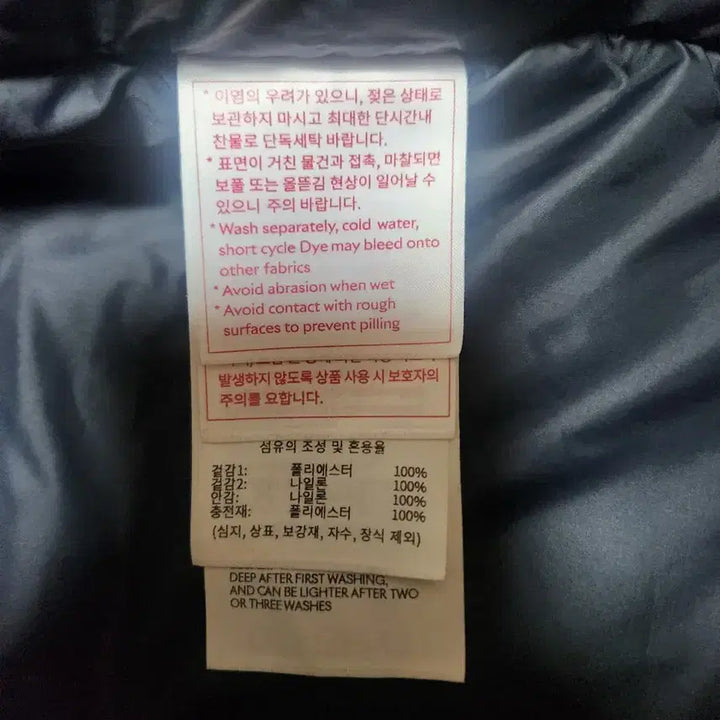 * 이염의 우려가 있으니, 젖은 상태로
보관하지 마시고 최대한 단시간내
찬물로 단독세탁 바랍니다.
* 표면이 거친 물건과 접촉, 마찰되면
보풀 또는 올뜯김 현상이 일어날 수
있으니 주의 바랍니다.
* Wash separately, cold water,
short cycle Dye may bleed onto
other fabrics
* Avoid abrasion when wet
* Avoid contact with rough
surfaces to prevent pilling
발생하지 않도록 상품 사용 시 보호자의
주의를 요합니다.
섬유의 조성 및 혼용율
겉감1: 폴리에스터 100%
겉감2: 나일론 100%
안감: 나일론 100%
충전재: 폴리에스터 100%
(심지, 상표, 보강재, 자수, 장식 제외)
DEEP AFTER FIRST WASHING,
AND CAN BE LIGHTER AFTER TWO
OR THREE WASHES